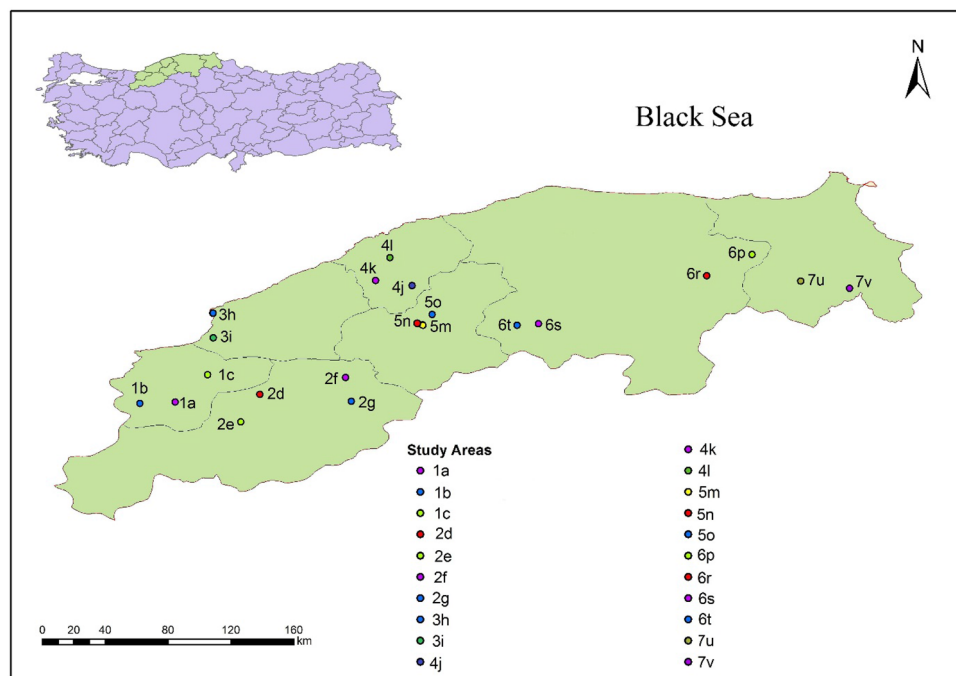 N
Black Sea
4l
4k
4j
6p
6r
7u
7v
3h
5o
5n
5m
6t
6s
3i
1c
2f
1b
1a
2d
2g
2e
Study Areas
1a
1b
1c
2d
2e
2f
2g
3h
3i
4j
4k
4l
5m
5n
5o
6p
6r
6s
6t
7u
7v
0 20 40 80 120 160
km